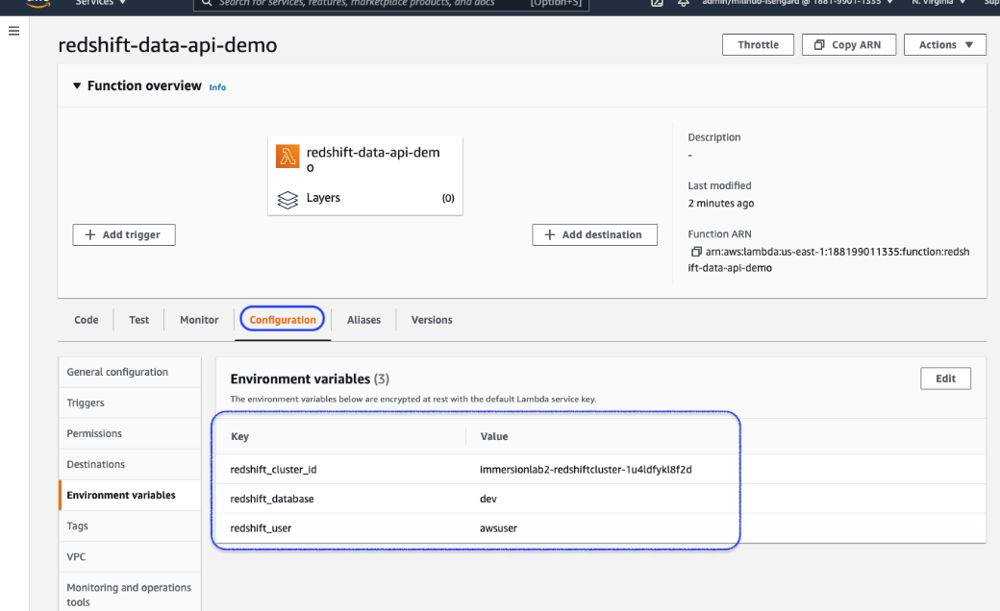 Services ▼
Search for services, features, marketplace products, and docs [Option+S]
admin/milindo-isengard @ 1881-9901-1335 ▼
N. Virginia ▼
Sup
redshift-data-api-demo
Throttle
Copy ARN
Actions ▼
▼ Function overview Info
redshift-data-api-dem
o
Layers (0)
+ Add trigger
+ Add destination
Description
-
Last modified
2 minutes ago
Function ARN
arn:aws:lambda:us-east-1:188199011335:function:redsh
ift-data-api-demo
Code
Test
Monitor
Configuration
Aliases
Versions
General configuration
Triggers
Permissions
Destinations
Environment variables
Tags
VPC
Monitoring and operations
tools
Environment variables (3)
Edit
The environment variables below are encrypted at rest with the default Lambda service key.
Key Value
redshift_cluster_id immersionlab2-redshiftcluster-1u4ldfykl8f2d
redshift_database dev
redshift_user awsuser